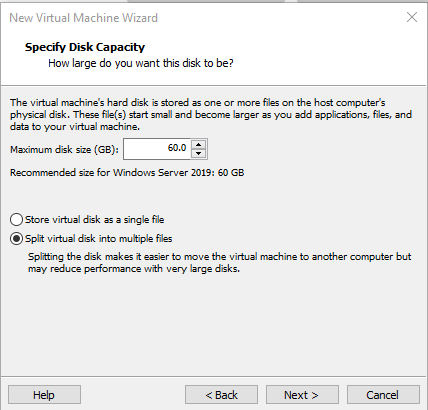 New Virtual Machine Wizard
Specify Disk Capacity
How large do you want this disk to be?
The virtual machine's hard disk is stored as one or more files on the host computer's
physical disk. These file(s) start small and become larger as you add applications, files, and
data to your virtual machine.
Maximum disk size (GB): 60.0
Recommended size for Windows Server 2019: 60 GB
Store virtual disk as a single file
Split virtual disk into multiple files
Splitting the disk makes it easier to move the virtual machine to another computer but
may reduce performance with very large disks.
Help < Back Next > Cancel